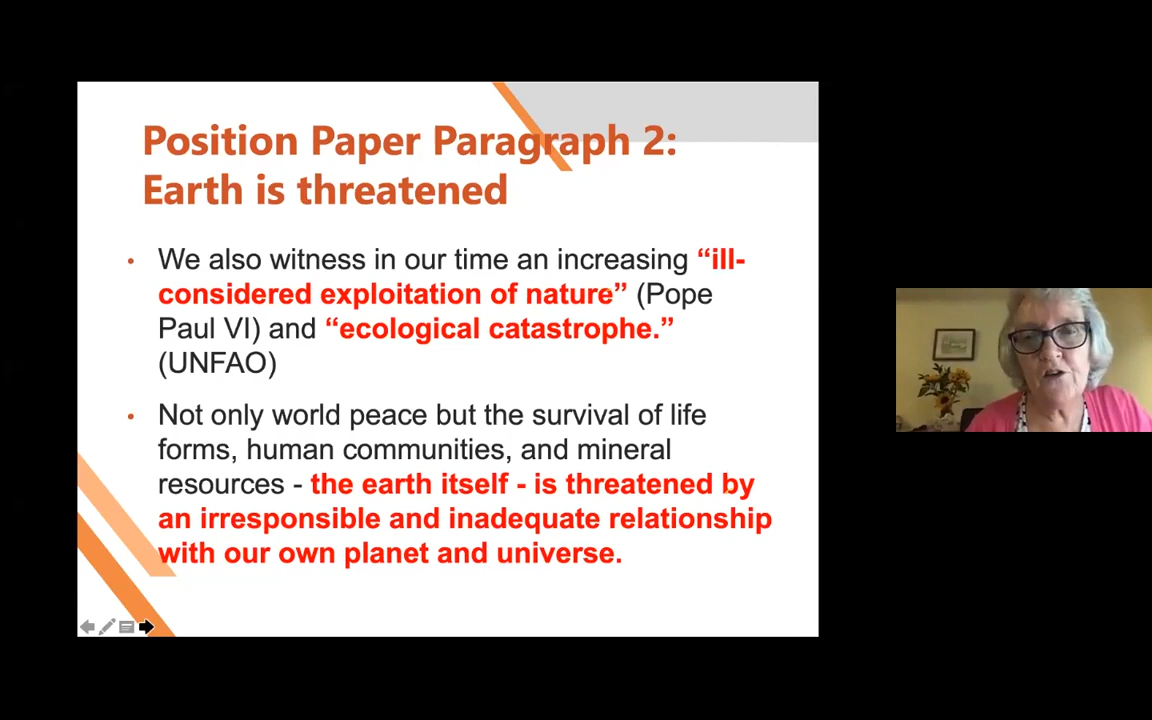 Position Paper Paragraph 2:
Earth is threatened
• We also witness in our time an increasing “ill-
considered exploitation of nature” (Pope
Paul VI) and “ecological catastrophe.”
(UNFAO)
• Not only world peace but the survival of life
forms, human communities, and mineral
resources - the earth itself - is threatened by
an irresponsible and inadequate relationship
with our own planet and universe.